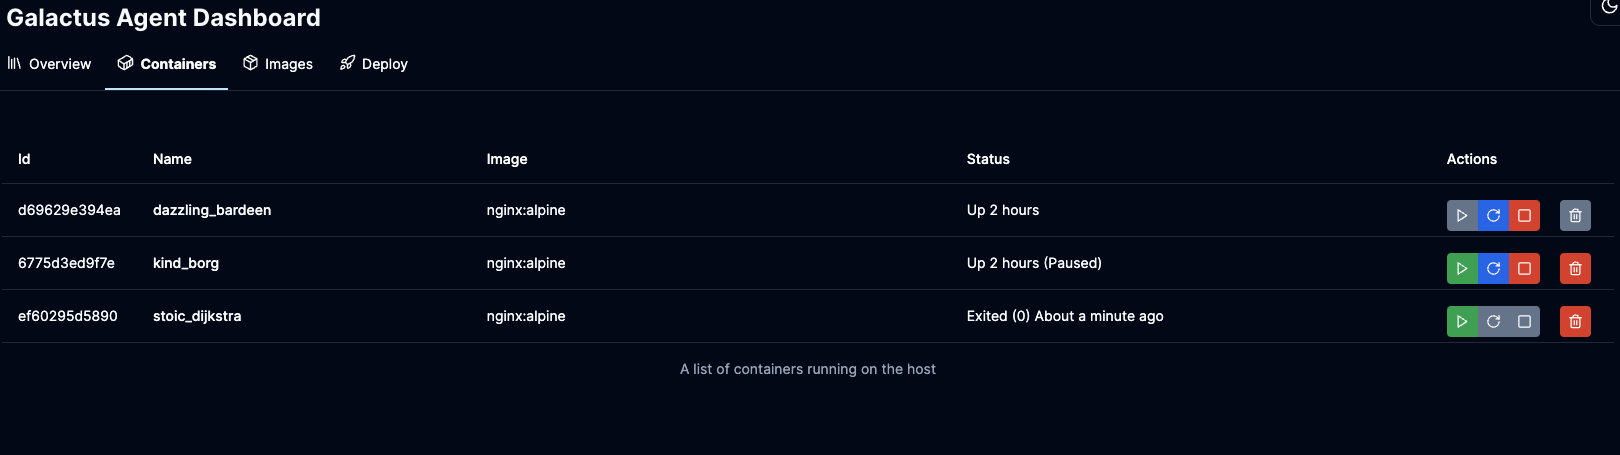 Galactus Agent Dashboard
Overview Containers Images Deploy
Id Name Image Status Actions
d69629e394ea dazzling_bardeen nginx:alpine Up 2 hours
6775d3ed9f7e kind_borg nginx:alpine Up 2 hours (Paused)
ef60295d5890 stoic_dijkstra nginx:alpine Exited (0) About a minute ago
A list of containers running on the host